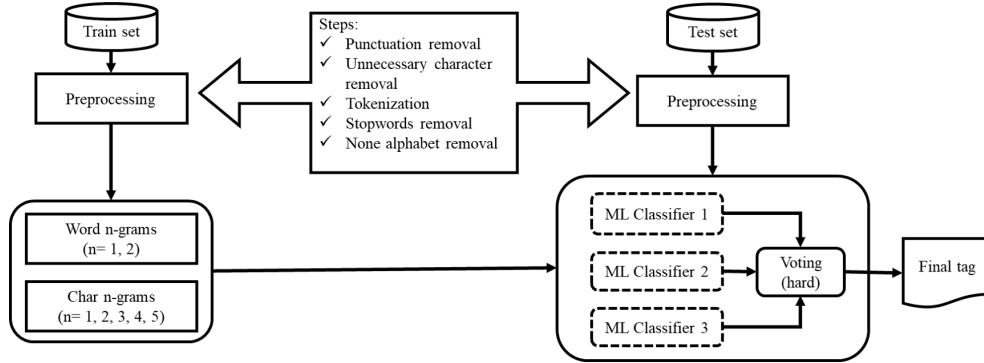 Train set
Preprocessing
Steps:
✓ Punctuation removal
✓ Unnecessary character
removal
✓ Tokenization
✓ Stopwords removal
✓ None alphabet removal
Test set
Preprocessing
Word n-grams
(n= 1, 2)
Char n-grams
(n= 1, 2, 3, 4, 5)
ML Classifier 1
ML Classifier 2
ML Classifier 3
Voting
(hard)
Final tag